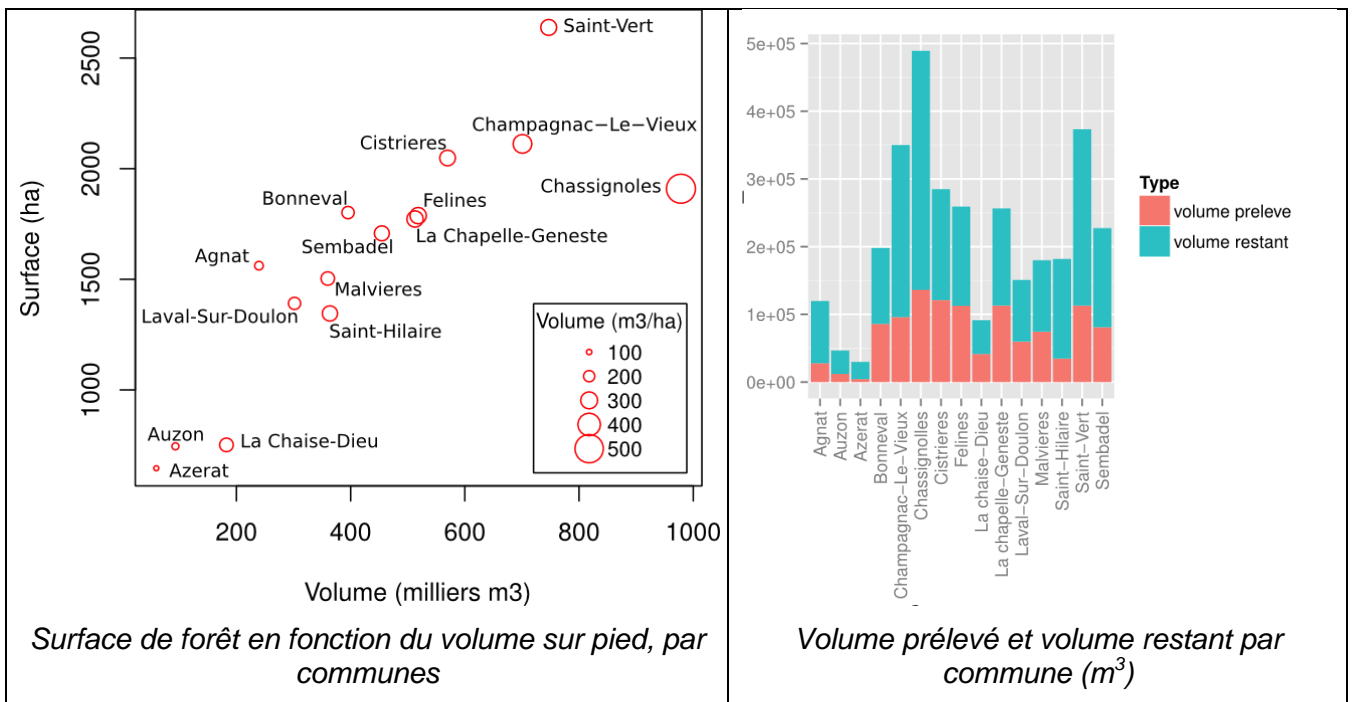 2500
2000
1500
1000
Surface (ha)
Saint-Vert
Champagnac−Le−Vieux
Cistrieres
Chassignoles
Bonneval
Felines
La Chapelle-Geneste
Sembadel
Agnat
Malvieres
Laval-Sur-Doulon
Saint-Hilaire
Auzon
La Chaise-Dieu
Azerat
Volume (m3/ha)
100
200
300
400
500
200 400 600 800 1000
Volume (milliers m3)
Surface de forêt en fonction du volume sur pied, par
communes
5e+05
4e+05
3e+05
2e+05
1e+05
0e+00
Type
volume preleve
volume restant
Agnat
Auzon
Azerat
Bonneval
Champagnac−Le−Vieux
Chassignolles
Cistrieres
Felines
La chaise−Dieu
La chapelle−Geneste
Laval−Sur−Doulon
Malvieres
Saint−Hilaire
Saint−Vert
Sembadel
Volume prélevé et volume restant par
commune (m³)